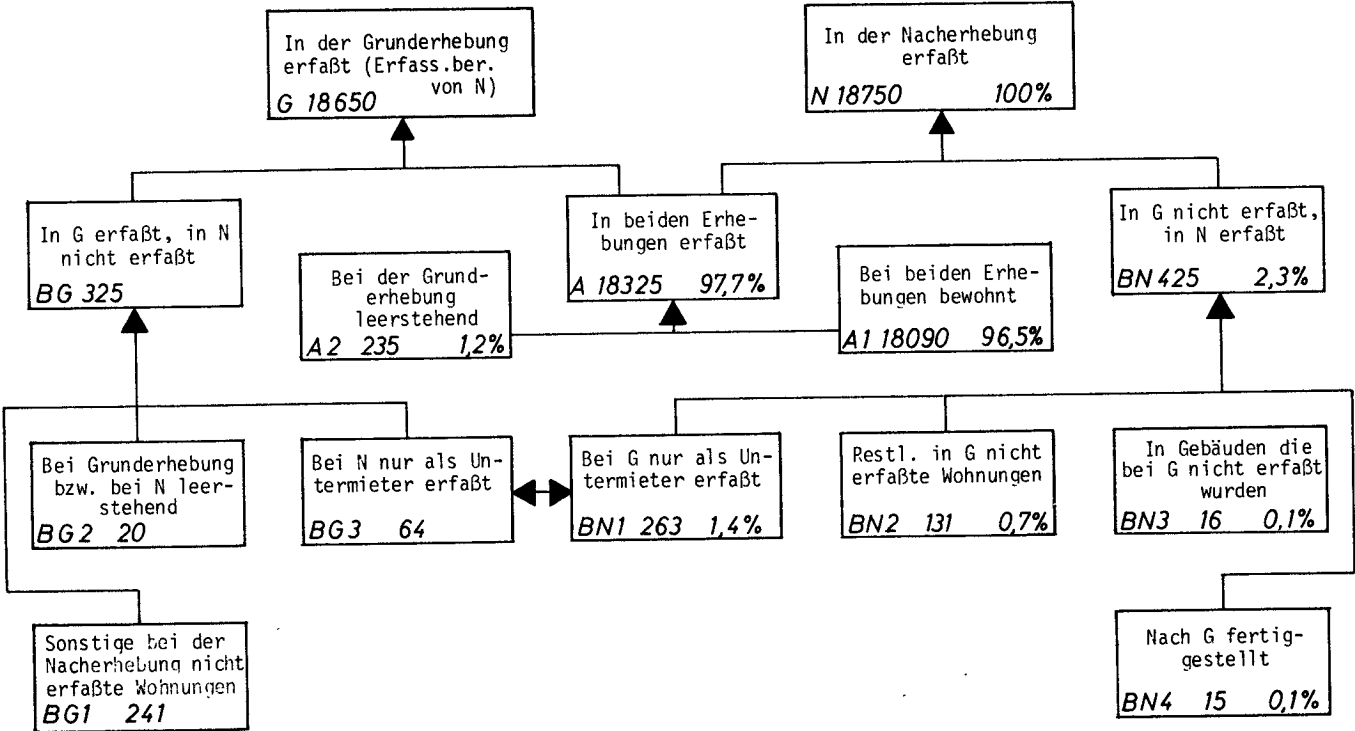 In der Grunderhebung
erfaßt (Erfass.ber.
von N)
G 18650
In der Nacherhebung
erfaßt
N 18750 100%
In G erfaßt, in N
nicht erfaßt
BG 325
In beiden Erhe-
bungen erfaßt
A 18325 97,7%
In G nicht erfaßt,
in N erfaßt
BN 425 2,3%
Bei der Grund-
erhebung
leerstehend
A2 235 1,2%
Bei beiden Erhe-
bungen bewohnt
A1 18090 96,5%
Bei Grunderhebung
bzw. bei N leer-
stehend
BG2 20
Bei N nur als Un-
termieter erfaßt
BG3 64
Bei G nur als Un-
termieter erfaßt
BN1 263 1,4%
Restl. in G nicht
erfaßte Wohnungen
BN2 131 0,7%
In Gebäuden die
bei G nicht erfaßt
wurden
BN3 16 0,1%
Sonstige bei der
Nacherhebung nicht
erfaßte Wohnungen
BG1 241
Nach G fertig-
gestellt
BN4 15 0,1%